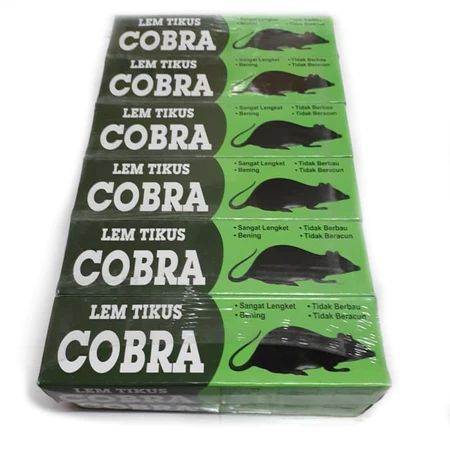 LEM TIKUS
COBRA
• Sangat Lengket
• Bening
• Tidak Berbau
• Tidak Beracun
LEM TIKUS
COBRA
• Sangat Lengket
• Bening
• Tidak Berbau
• Tidak Beracun
LEM TIKUS
COBRA
• Sangat Lengket
• Bening
• Tidak Berbau
• Tidak Beracun
LEM TIKUS
COBRA
• Sangat Lengket
• Bening
• Tidak Berbau
• Tidak Beracun
LEM TIKUS
COBRA
• Sangat Lengket
• Bening
• Tidak Berbau
• Tidak Beracun
LEM TIKUS
COBRA
• Sangat Lengket
• Bening
• Tidak Berbau
• Tidak Beracun
LEM TIKUS
COBRA